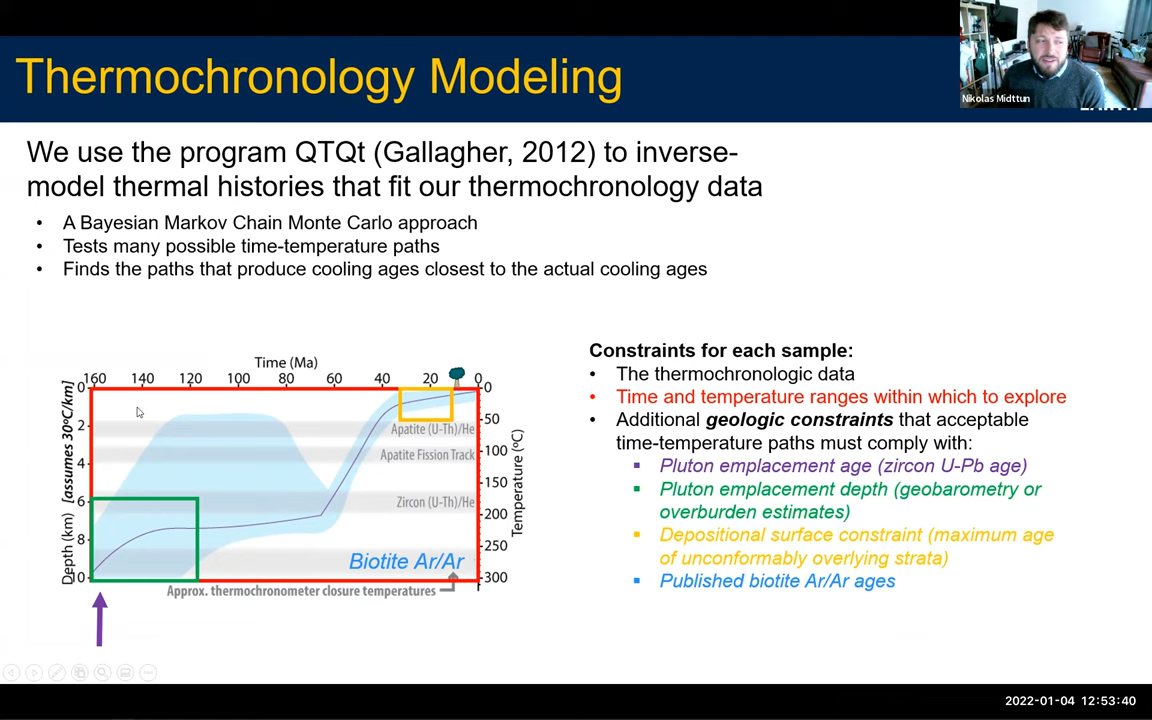 Thermochronology Modeling
Nikolas Midttun
We use the program QTQt (Gallagher, 2012) to inverse-
model thermal histories that fit our thermochronology data
• A Bayesian Markov Chain Monte Carlo approach
• Tests many possible time-temperature paths
• Finds the paths that produce cooling ages closest to the actual cooling ages
Time (Ma)
160 140 120 100 80 60 40 20 0
Depth (km) [assumes 30ºC/km]
0
2
4
6
8
10
0
50
100
150
200
250
300
Temperature (ºC)
Apatite (U-Th)/He
Apatite Fission Track
Zircon (U-Th)/He
Biotite Ar/Ar
Approx. thermochronometer closure temperatures
Constraints for each sample:
• The thermochronologic data
• Time and temperature ranges within which to explore
• Additional geologic constraints that acceptable
time-temperature paths must comply with:
▪ Pluton emplacement age (zircon U-Pb age)
▪ Pluton emplacement depth (geobarometry or
overburden estimates)
▪ Depositional surface constraint (maximum age
of unconformably overlying strata)
▪ Published biotite Ar/Ar ages
2022-01-04 12:53:40